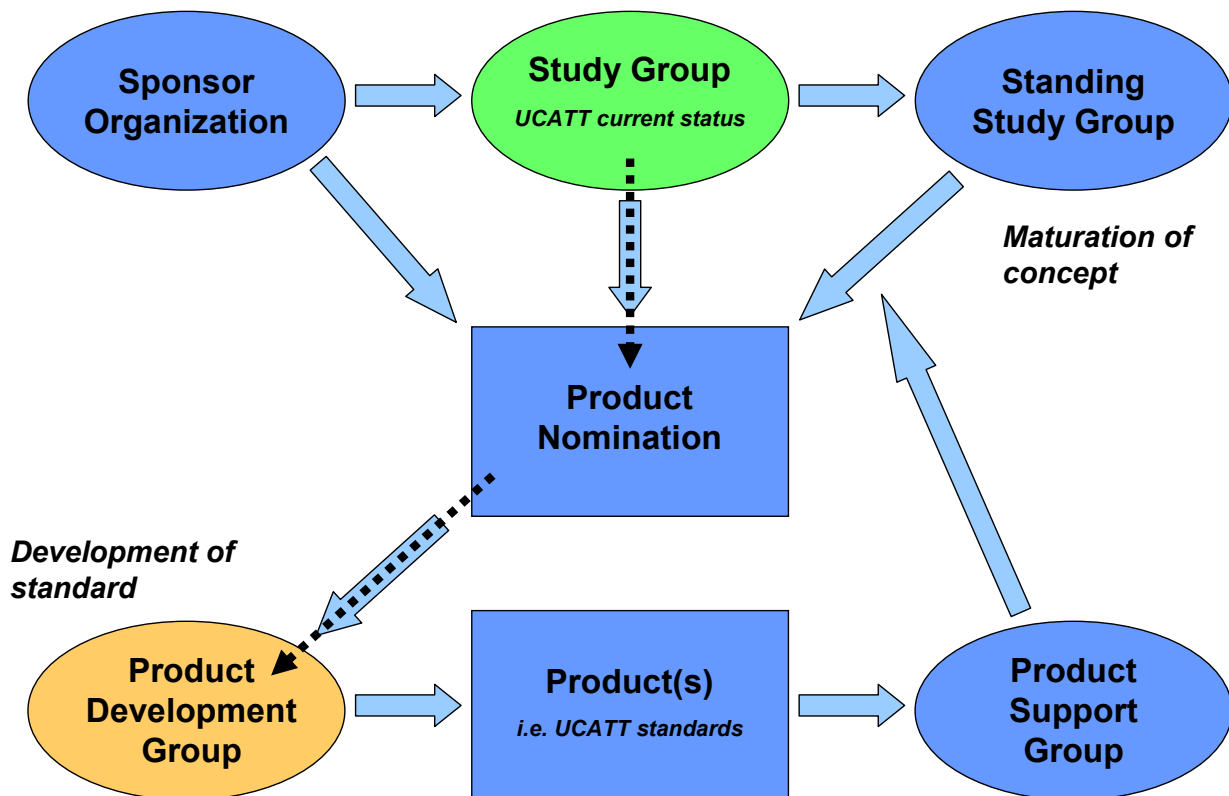 Sponsor
Organization
Study Group
UCATT current status
Standing
Study Group
Maturation of
concept
Product
Nomination
Development of
standard
Product
Development
Group
Product(s)
i.e. UCATT standards
Product
Support
Group